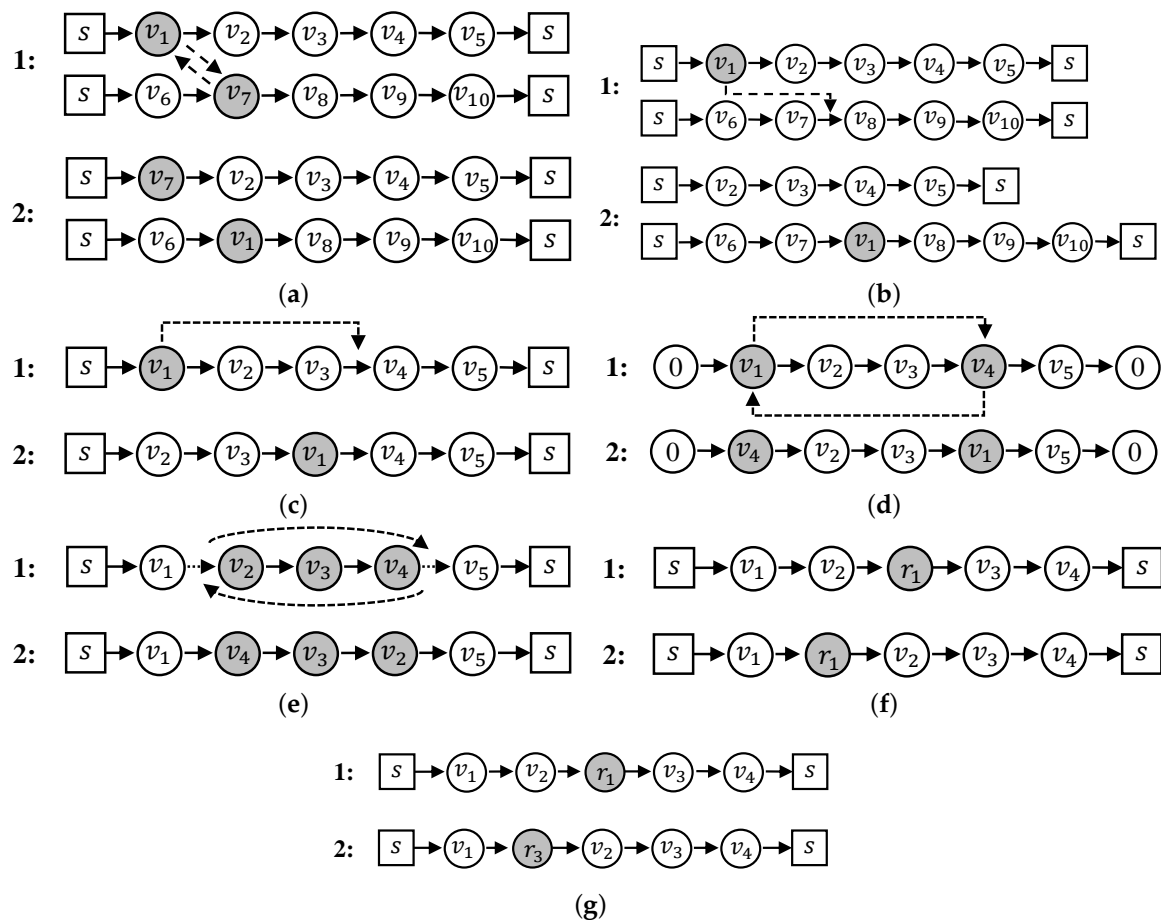 s v1 v2 v3 v4 v5 s
1:
s v6 v7 v8 v9 v10 s
s v7 v2 v3 v4 v5 s
2:
s v6 v1 v8 v9 v10 s
(a)
s v1 v2 v3 v4 v5 s
1:
s v6 v7 v8 v9 v10 s
s v2 v3 v4 v5 s
2:
s v6 v7 v1 v8 v9 v10 s
(b)
1: s v1 v2 v3 v4 v5 s
2: s v2 v3 v1 v4 v5 s
(c)
1: 0 v1 v2 v3 v4 v5 0
2: 0 v4 v2 v3 v1 v5 0
(d)
1: s v1 v2 v3 v4 v5 s
2: s v1 v4 v3 v2 v5 s
(e)
1: s v1 v2 r1 v3 v4 s
2: s v1 r1 v2 v3 v4 s
(f)
1: s v1 v2 r1 v3 v4 s
2: s v1 r3 v2 v3 v4 s
(g)